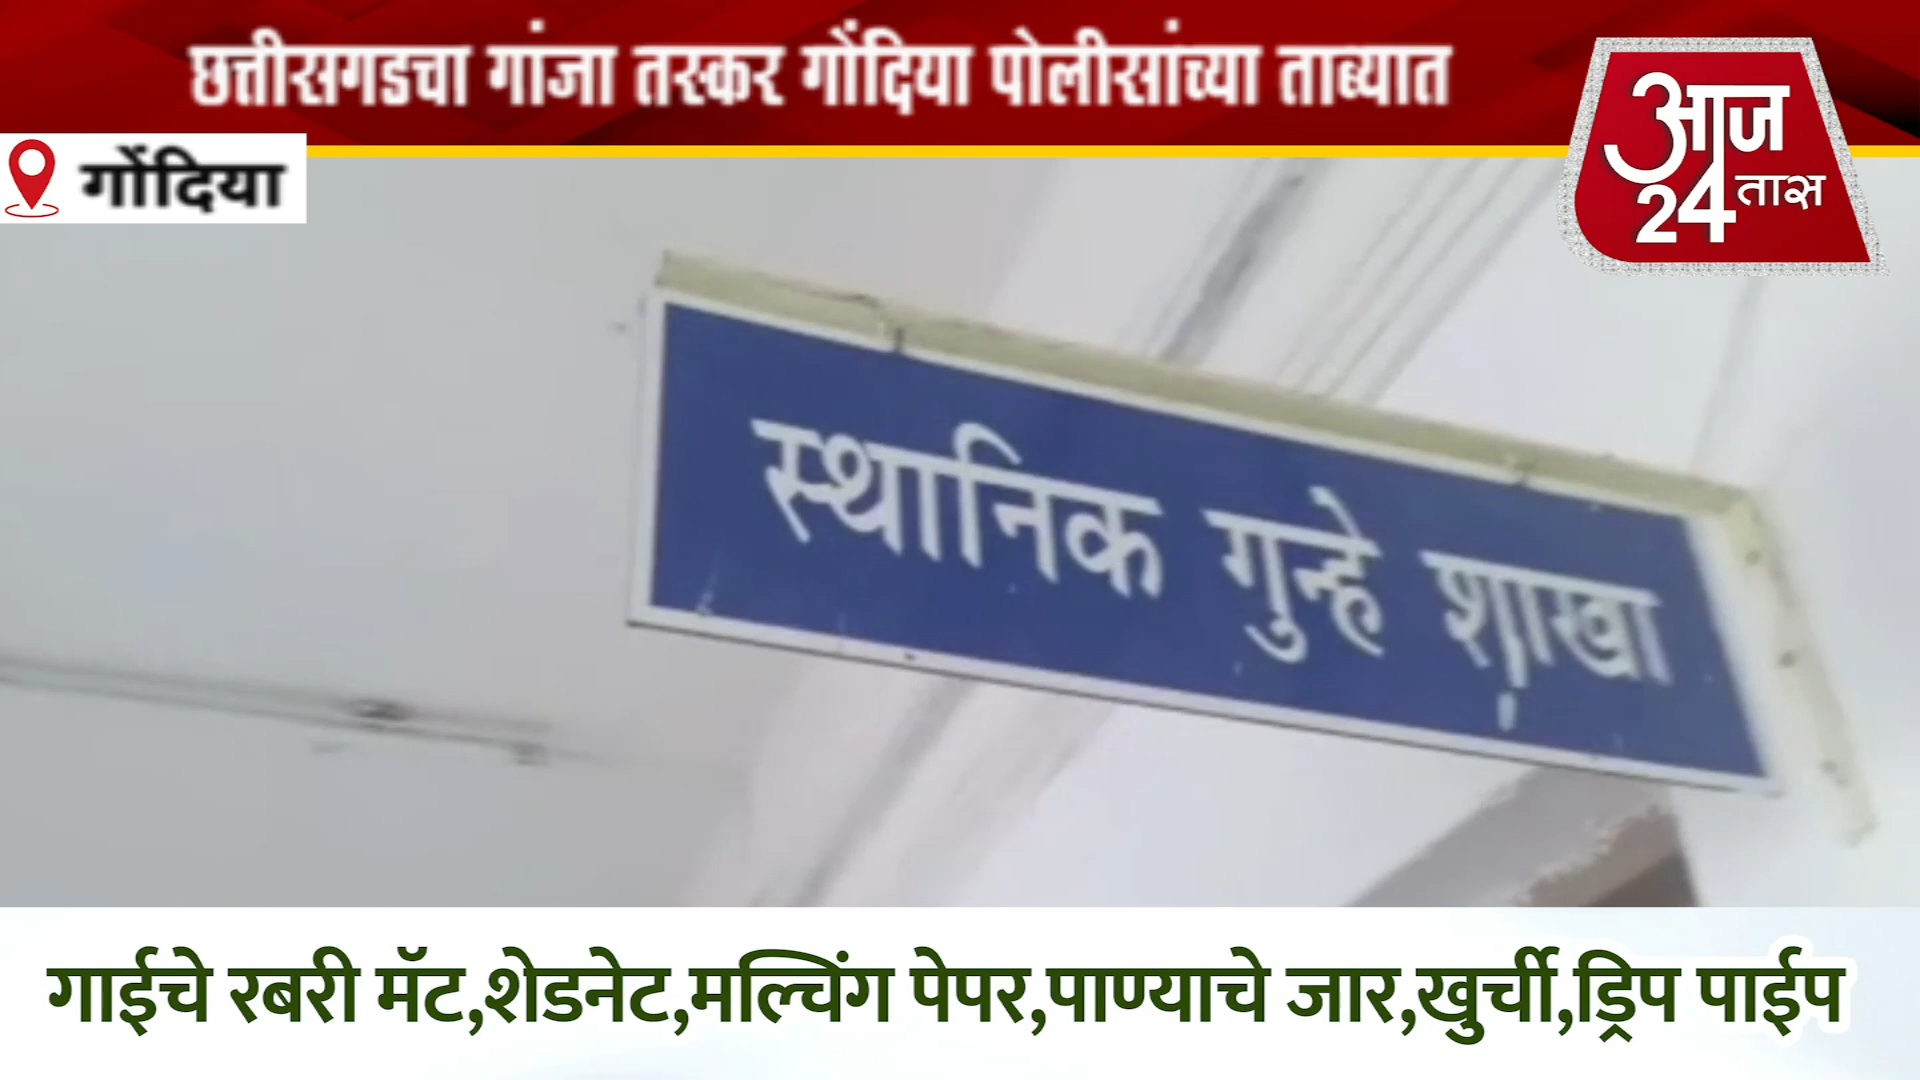 छत्तीसगडचा गांजा तस्कर गोंदिया पोलीसांच्या ताब्यात
आज
24 तास
गोंदिया
स्थानिक गुन्हे शाखा
गाईचे रबरी मॅट,शेडनेट,मल्चिंग पेपर,पाण्याचे जार,खुर्ची,ड्रिप पाईप